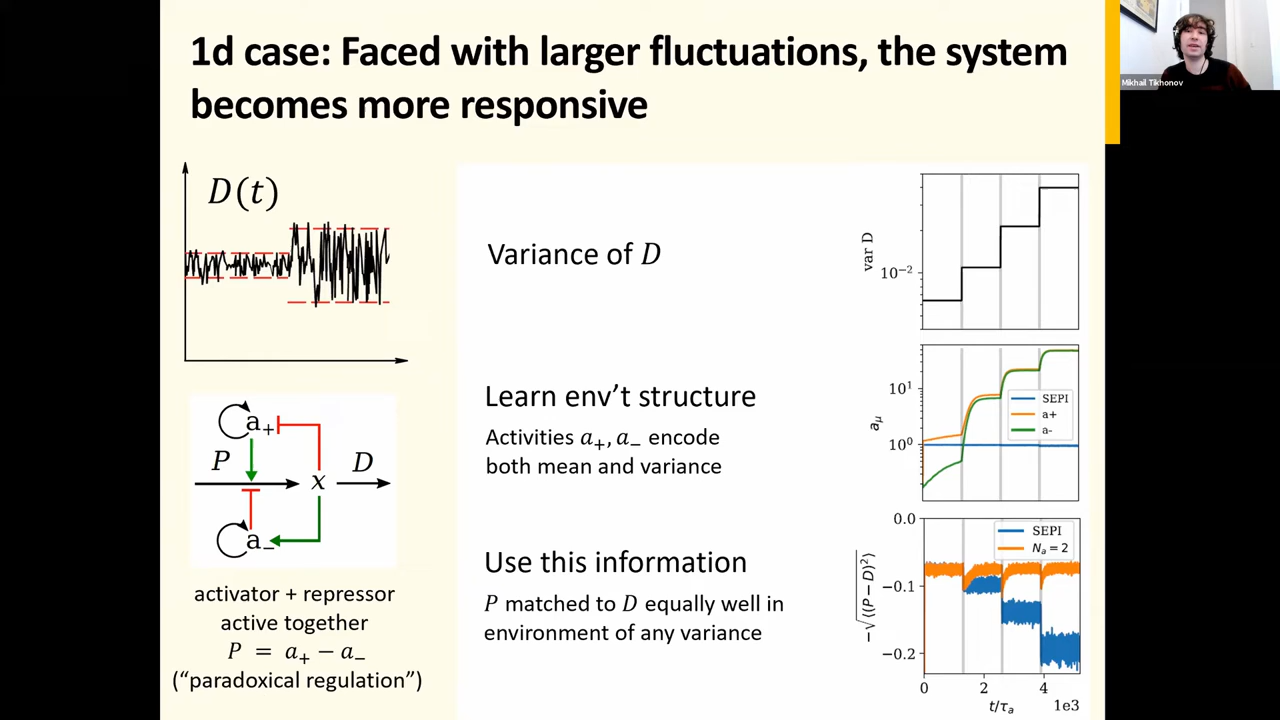 1d case: Faced with larger fluctuations, the system
becomes more responsive
Mikhail Tikhonov
D(t)
a+
P
x
D
a−
activator + repressor
active together
P = a+ − a−
(“paradoxical regulation”)
Variance of D
Learn env’t structure
Activities a+, a− encode
both mean and variance
Use this information
P matched to D equally well in
environment of any variance
var D
10⁻²
aμ
10¹
10⁰
SEPI
a+
a-
−√⟨(P−D)²⟩
0.0
−0.1
−0.2
SEPI
Na = 2
0
2
4
t/τa
1e3